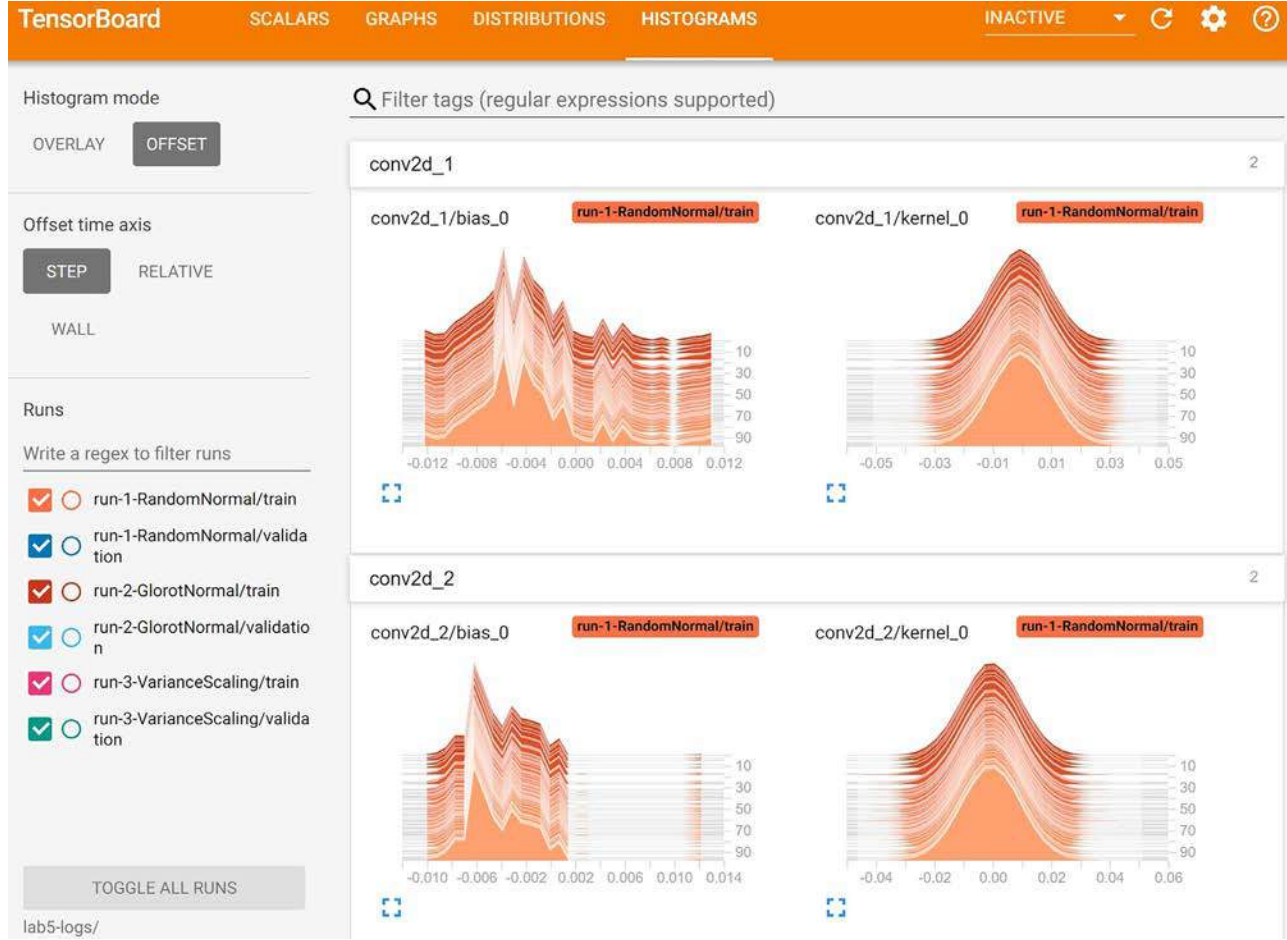 TensorBoard
SCALARS
GRAPHS
DISTRIBUTIONS
HISTOGRAMS
INACTIVE
Histogram mode
OVERLAY
OFFSET
Offset time axis
STEP
RELATIVE
WALL
Runs
Write a regex to filter runs
run-1-RandomNormal/train
run-1-RandomNormal/valida
tion
run-2-GlorotNormal/train
run-2-GlorotNormal/validatio
n
run-3-VarianceScaling/train
run-3-VarianceScaling/valida
tion
TOGGLE ALL RUNS
lab5-logs/
Filter tags (regular expressions supported)
conv2d_1
2
conv2d_1/bias_0
run-1-RandomNormal/train
10
30
50
70
90
-0.012 -0.008 -0.004 0.000 0.004 0.008 0.012
conv2d_1/kernel_0
run-1-RandomNormal/train
10
30
50
70
90
-0.05 -0.03 -0.01 0.01 0.03 0.05
conv2d_2
2
conv2d_2/bias_0
run-1-RandomNormal/train
10
30
50
70
90
-0.010 -0.006 -0.002 0.002 0.006 0.010 0.014
conv2d_2/kernel_0
run-1-RandomNormal/train
10
30
50
70
90
-0.04 -0.02 0.00 0.02 0.04 0.06